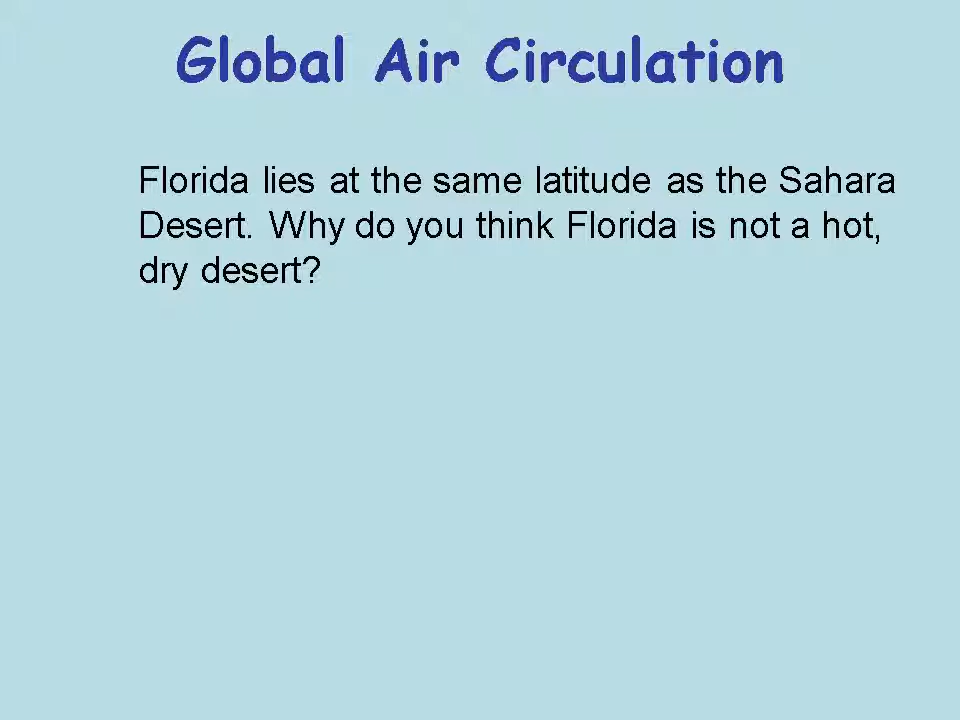 Global Air Circulation
Florida lies at the same latitude as the Sahara
Desert. Why do you think Florida is not a hot,
dry desert?